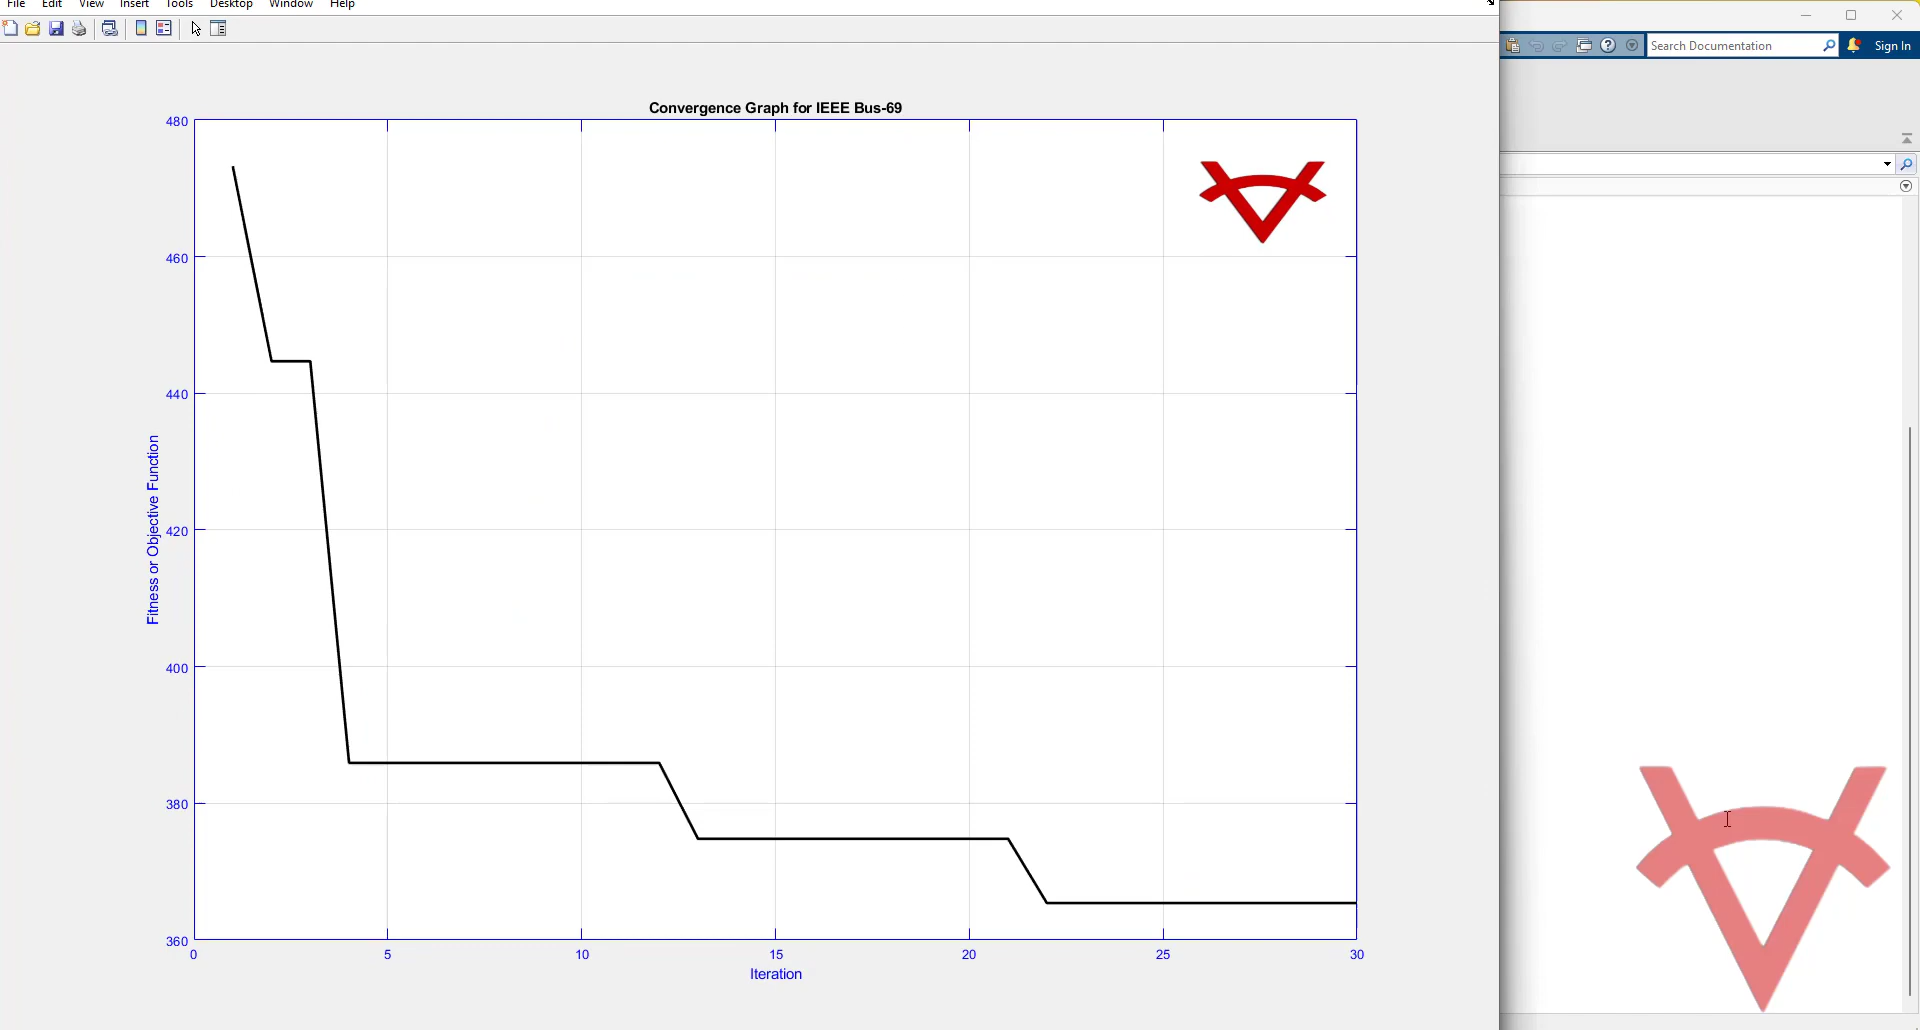 File Edit View Insert Tools Desktop Window Help
Search Documentation
Sign In
Convergence Graph for IEEE Bus-69
480
460
440
420
400
380
360
Fitness or Objective Function
0 5 10 15 20 25 30
Iteration